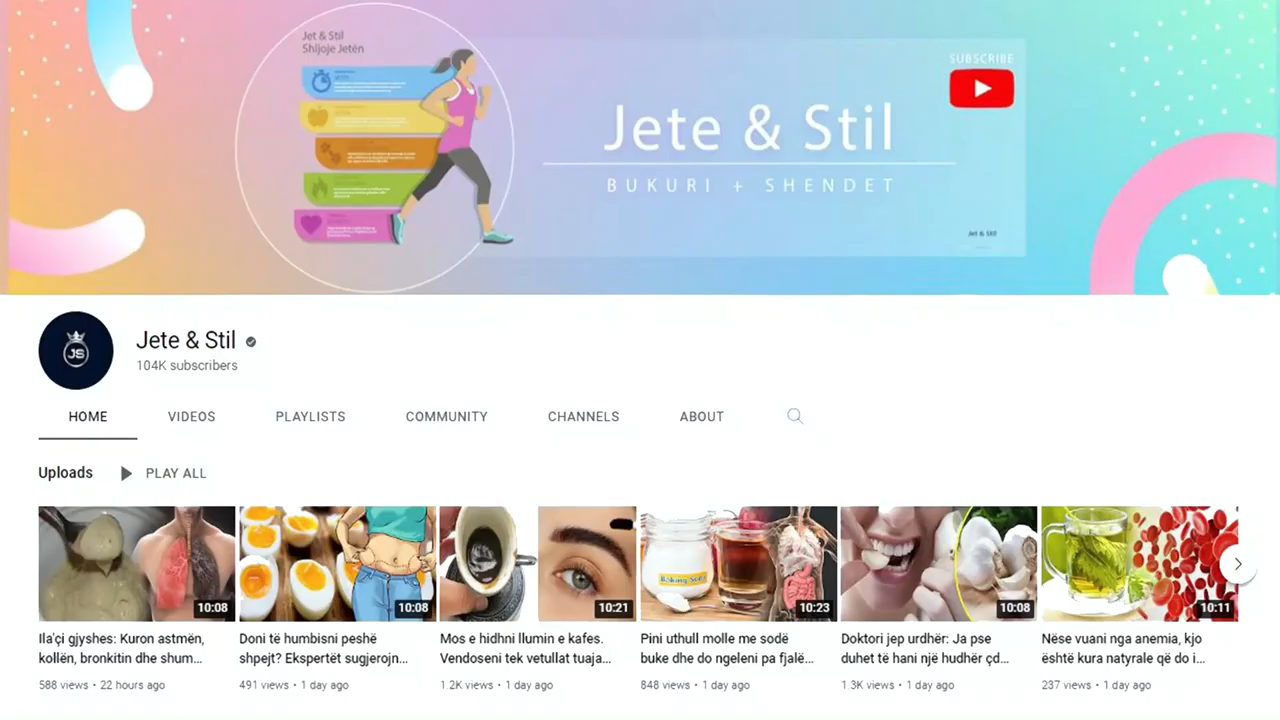 Jet & Stil
Shijoje Jetën
SUBSCRIBE
Jete & Stil
BUKURI + SHENDET
Jet & Stil
JS
Jete & Stil
104K subscribers
HOME VIDEOS PLAYLISTS COMMUNITY CHANNELS ABOUT
Uploads PLAY ALL
10:08
10:08
10:21
Baking Soda
10:23
10:08
10:11
Ila'çi gjyshes: Kuron astmën,
kollën, bronkitin dhe shum...
588 views • 22 hours ago
Doni të humbisni peshë
shpejt? Ekspertët sugjerojn...
491 views • 1 day ago
Mos e hidhni llumin e kafes.
Vendoseni tek vetullat tuaja...
1.2K views • 1 day ago
Pini uthull molle me sodë
buke dhe do ngeleni pa fjalë...
848 views • 1 day ago
Doktori jep urdhër: Ja pse
duhet të hani një hudhër çd...
1.3K views • 1 day ago
Nëse vuani nga anemia, kjo
është kura natyrale që do i...
237 views • 1 day ago